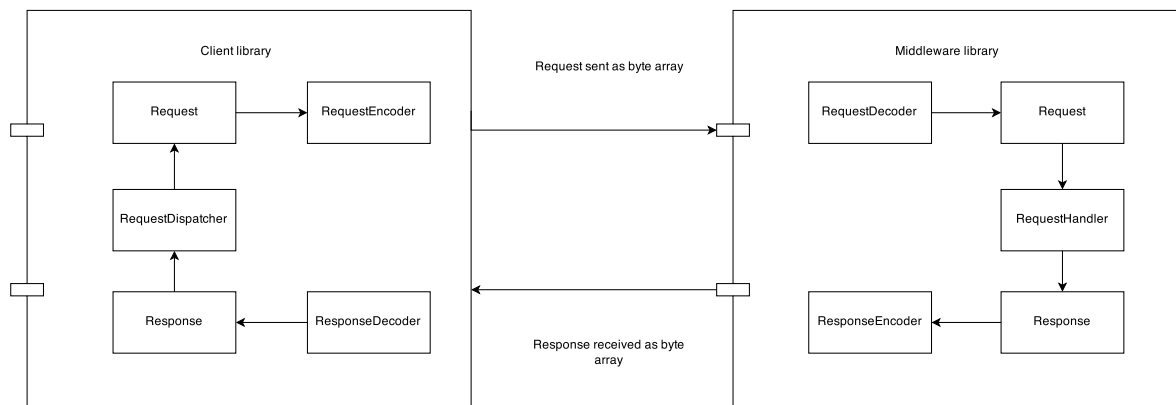 Client library
Middleware library
Request sent as byte array
Request
RequestEncoder
RequestDecoder
Request
RequestDispatcher
RequestHandler
Response
ResponseDecoder
ResponseEncoder
Response
Response received as byte
array